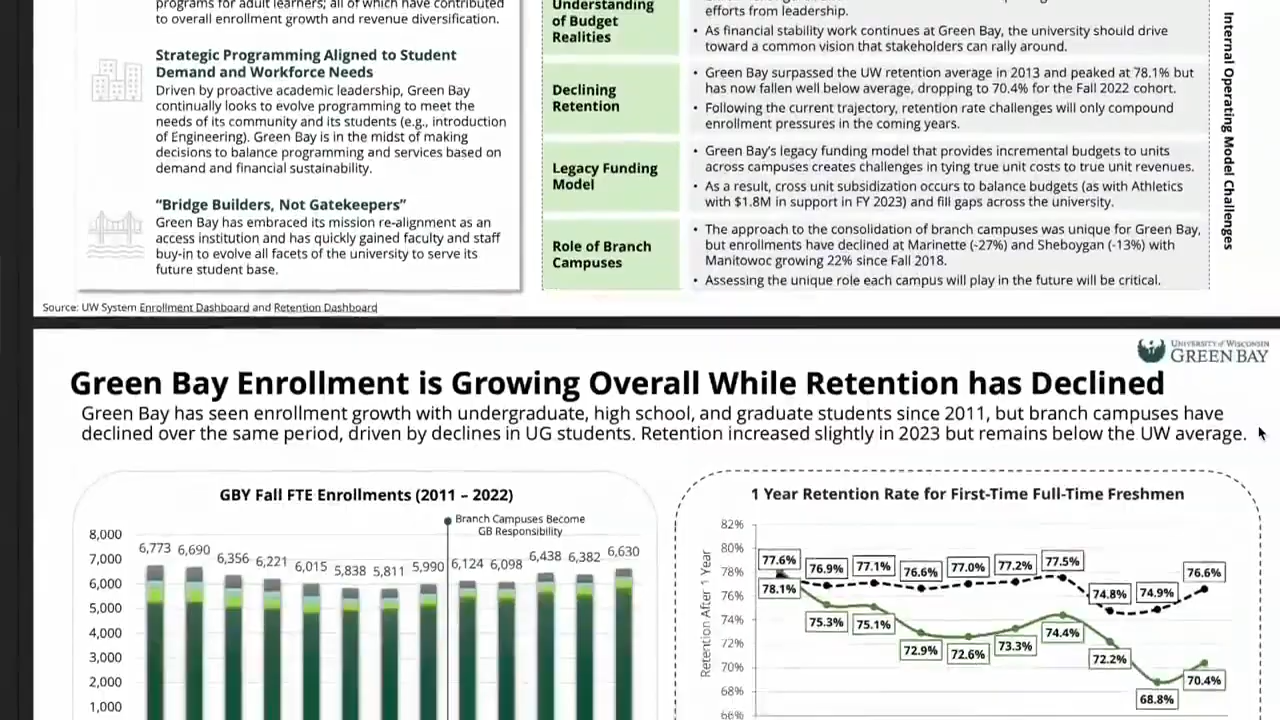 programs for adult learners; all of which have contributed
to overall enrollment growth and revenue diversification.
Strategic Programming Aligned to Student
Demand and Workforce Needs
Driven by proactive academic leadership, Green Bay
continually looks to evolve programming to meet the
needs of its community and its students (e.g., introduction
of Engineering). Green Bay is in the midst of making
decisions to balance programming and services based on
demand and financial sustainability.
“Bridge Builders, Not Gatekeepers”
Green Bay has embraced its mission re-alignment as an
access institution and has quickly gained faculty and staff
buy-in to evolve all facets of the university to serve its
future student base.
Understanding
of Budget
Realities
efforts from leadership.
• As financial stability work continues at Green Bay, the university should drive
toward a common vision that stakeholders can rally around.
Declining
Retention
• Green Bay surpassed the UW retention average in 2013 and peaked at 78.1% but
has now fallen well below average, dropping to 70.4% for the Fall 2022 cohort.
• Following the current trajectory, retention rate challenges will only compound
enrollment pressures in the coming years.
Legacy Funding
Model
• Green Bay’s legacy funding model that provides incremental budgets to units
across campuses creates challenges in tying true unit costs to true unit revenues.
• As a result, cross unit subsidization occurs to balance budgets (as with Athletics
with $1.8M in support in FY 2023) and fill gaps across the university.
Role of Branch
Campuses
• The approach to the consolidation of branch campuses was unique for Green Bay,
but enrollments have declined at Marinette (-27%) and Sheboygan (-13%) with
Manitowoc growing 22% since Fall 2018.
• Assessing the unique role each campus will play in the future will be critical.
Internal Operating Model Challenges
Source: UW System Enrollment Dashboard and Retention Dashboard
UNIVERSITY of WISCONSIN
GREEN BAY
Green Bay Enrollment is Growing Overall While Retention has Declined
Green Bay has seen enrollment growth with undergraduate, high school, and graduate students since 2011, but branch campuses have
declined over the same period, driven by declines in UG students. Retention increased slightly in 2023 but remains below the UW average.
GBY Fall FTE Enrollments (2011 – 2022)
Branch Campuses Become
GB Responsibility
8,000
7,000
6,000
5,000
4,000
3,000
2,000
1,000
6,773 6,690 6,356 6,221 6,015 5,838 5,811 5,990 6,124 6,098 6,438 6,382 6,630
1 Year Retention Rate for First-Time Full-Time Freshmen
Retention After 1 Year
82%
80%
78%
76%
74%
72%
70%
68%
66%
77.6% 76.9% 77.1% 76.6% 77.0% 77.2% 77.5% 74.8% 74.9% 76.6%
78.1% 75.3% 75.1% 72.9% 72.6% 73.3% 74.4% 72.2% 68.8% 70.4%